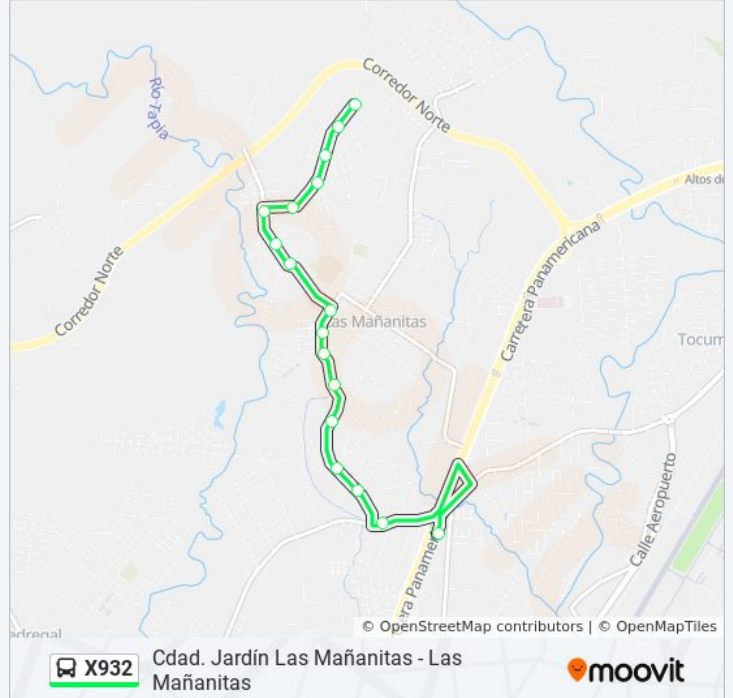 Corredor Norte
Río Tapia
Altos de
Carretera Panamericana
Corredor Norte
as Mañanitas
Tocum
Calle Aeropuerto
era Paname
edregal
© OpenStreetMap contributors | © OpenMapTiles
X932
Cdad. Jardín Las Mañanitas - Las
Mañanitas
moovit